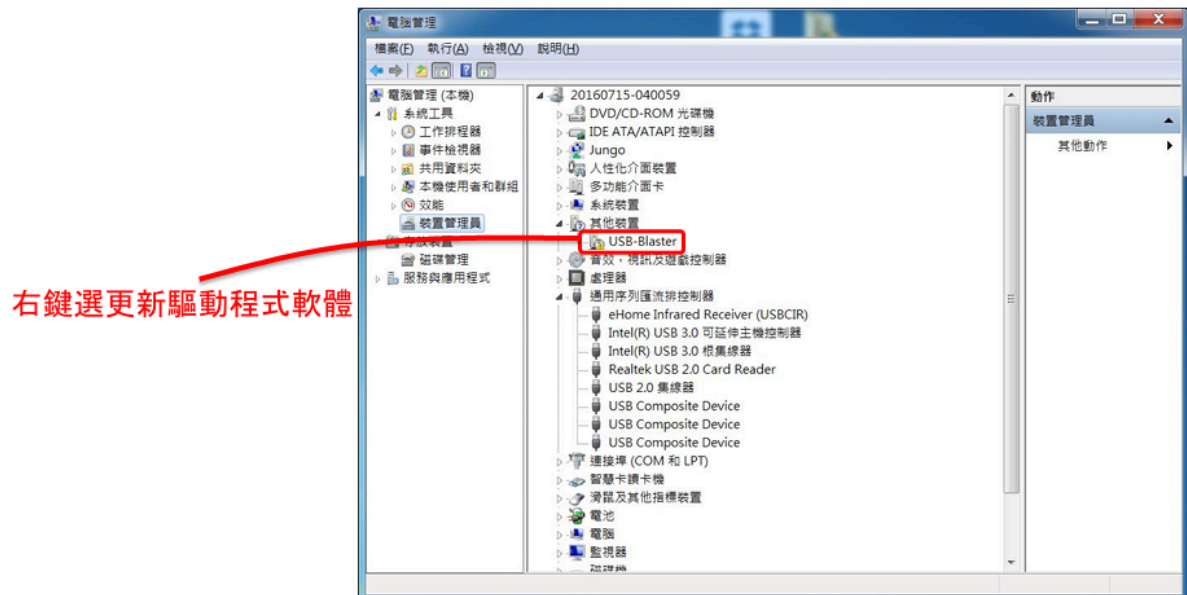 電腦管理
檔案(F) 執行(A) 檢視(V) 說明(H)
電腦管理 (本機)
系統工具
工作排程器
事件檢視器
共用資料夾
本機使用者和群組
效能
裝置管理員
存放裝置
磁碟管理
服務與應用程式
20160715-040059
DVD/CD-ROM 光碟機
IDE ATA/ATAPI 控制器
Jungo
人性化介面裝置
多功能介面卡
系統裝置
其他裝置
USB-Blaster
音效，視訊及遊戲控制器
處理器
通用序列匯流排控制器
eHome Infrared Receiver (USBCIR)
Intel(R) USB 3.0 可延伸主機控制器
Intel(R) USB 3.0 根集線器
Realtek USB 2.0 Card Reader
USB 2.0 集線器
USB Composite Device
USB Composite Device
USB Composite Device
連接埠 (COM 和 LPT)
智慧卡讀卡機
滑鼠及其他指標裝置
電池
電腦
監視器
磁碟機
動作
裝置管理員
其他動作
右鍵選更新驅動程式軟體